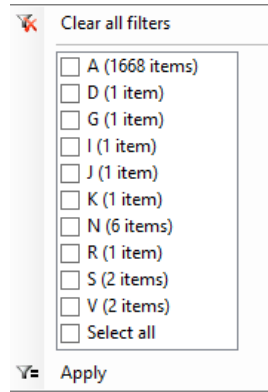 Clear all filters
A (1668 items)
D (1 item)
G (1 item)
I (1 item)
J (1 item)
K (1 item)
N (6 items)
R (1 item)
S (2 items)
V (2 items)
Select all
Apply